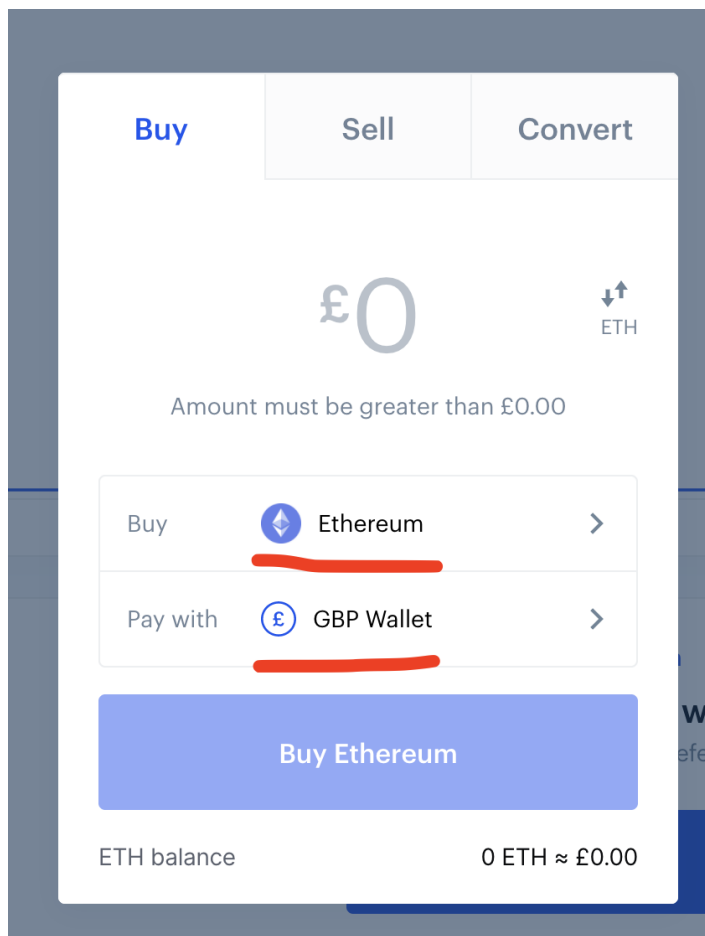 Buy Sell Convert
£0
ETH
Amount must be greater than £0.00
Buy Ethereum
Pay with £ GBP Wallet
Buy Ethereum
ETH balance 0 ETH ≈ £0.00